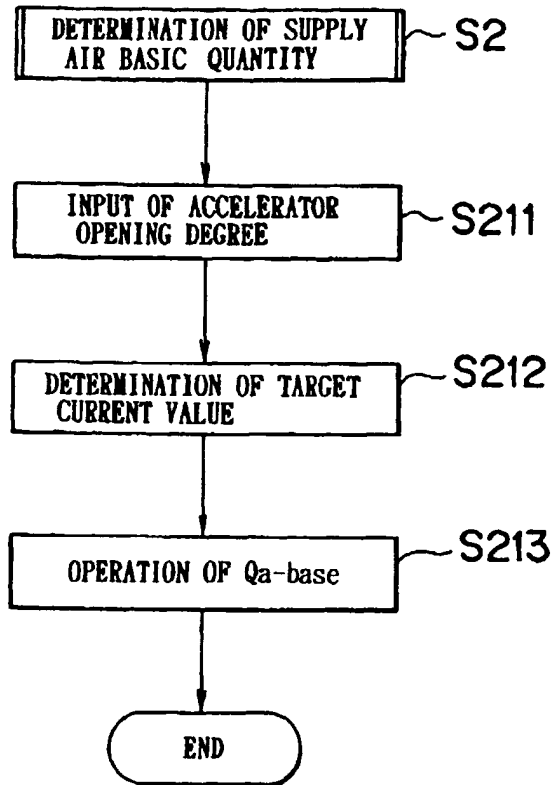 DETERMINATION OF SUPPLY
AIR BASIC QUANTITY
S2
INPUT OF ACCELERATOR
OPENING DEGREE
S211
DETERMINATION OF TARGET
CURRENT VALUE
S212
OPERATION OF Qa-base
S213
END